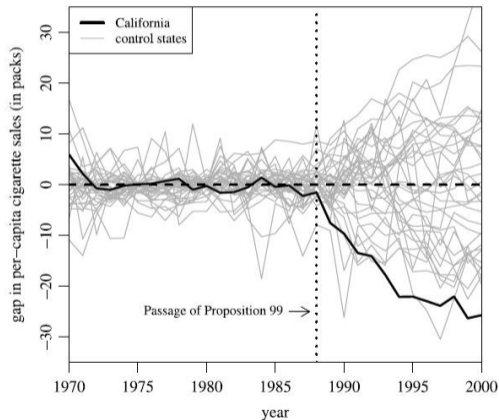 California
control states
gap in per-capita cigarette sales (in packs)
30
20
10
0
-10
-20
-30
Passage of Proposition 99
1970
1975
1980
1985
1990
1995
2000
year